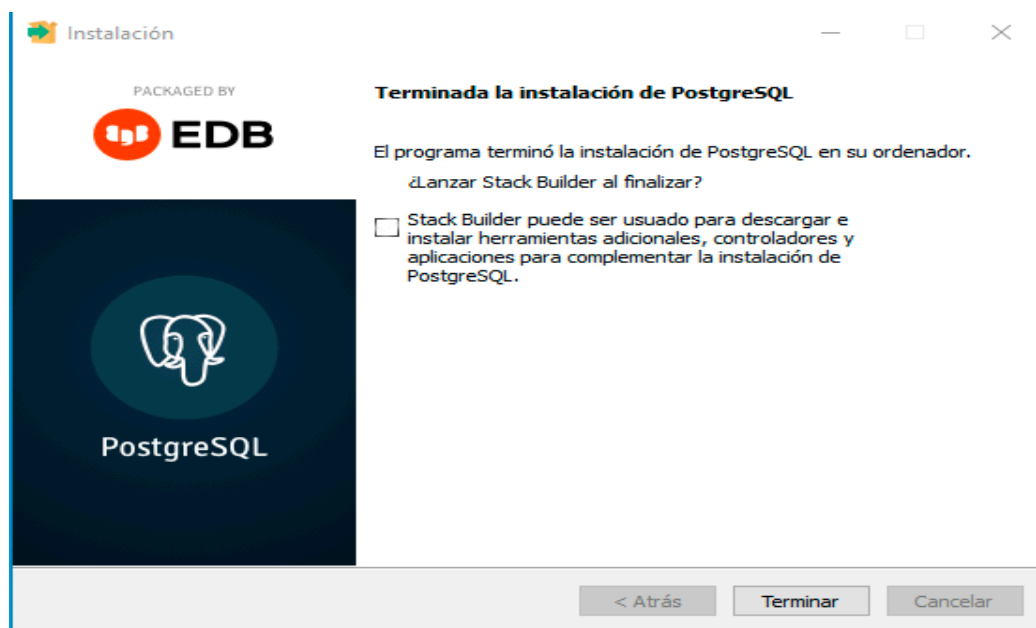 Instalación
PACKAGED BY
EDB
Terminada la instalación de PostgreSQL
El programa terminó la instalación de PostgreSQL en su ordenador.
¿Lanzar Stack Builder al finalizar?
Stack Builder puede ser usuado para descargar e
instalar herramientas adicionales, controladores y
aplicaciones para complementar la instalación de
PostgreSQL.
PostgreSQL
< Atrás
Terminar
Cancelar